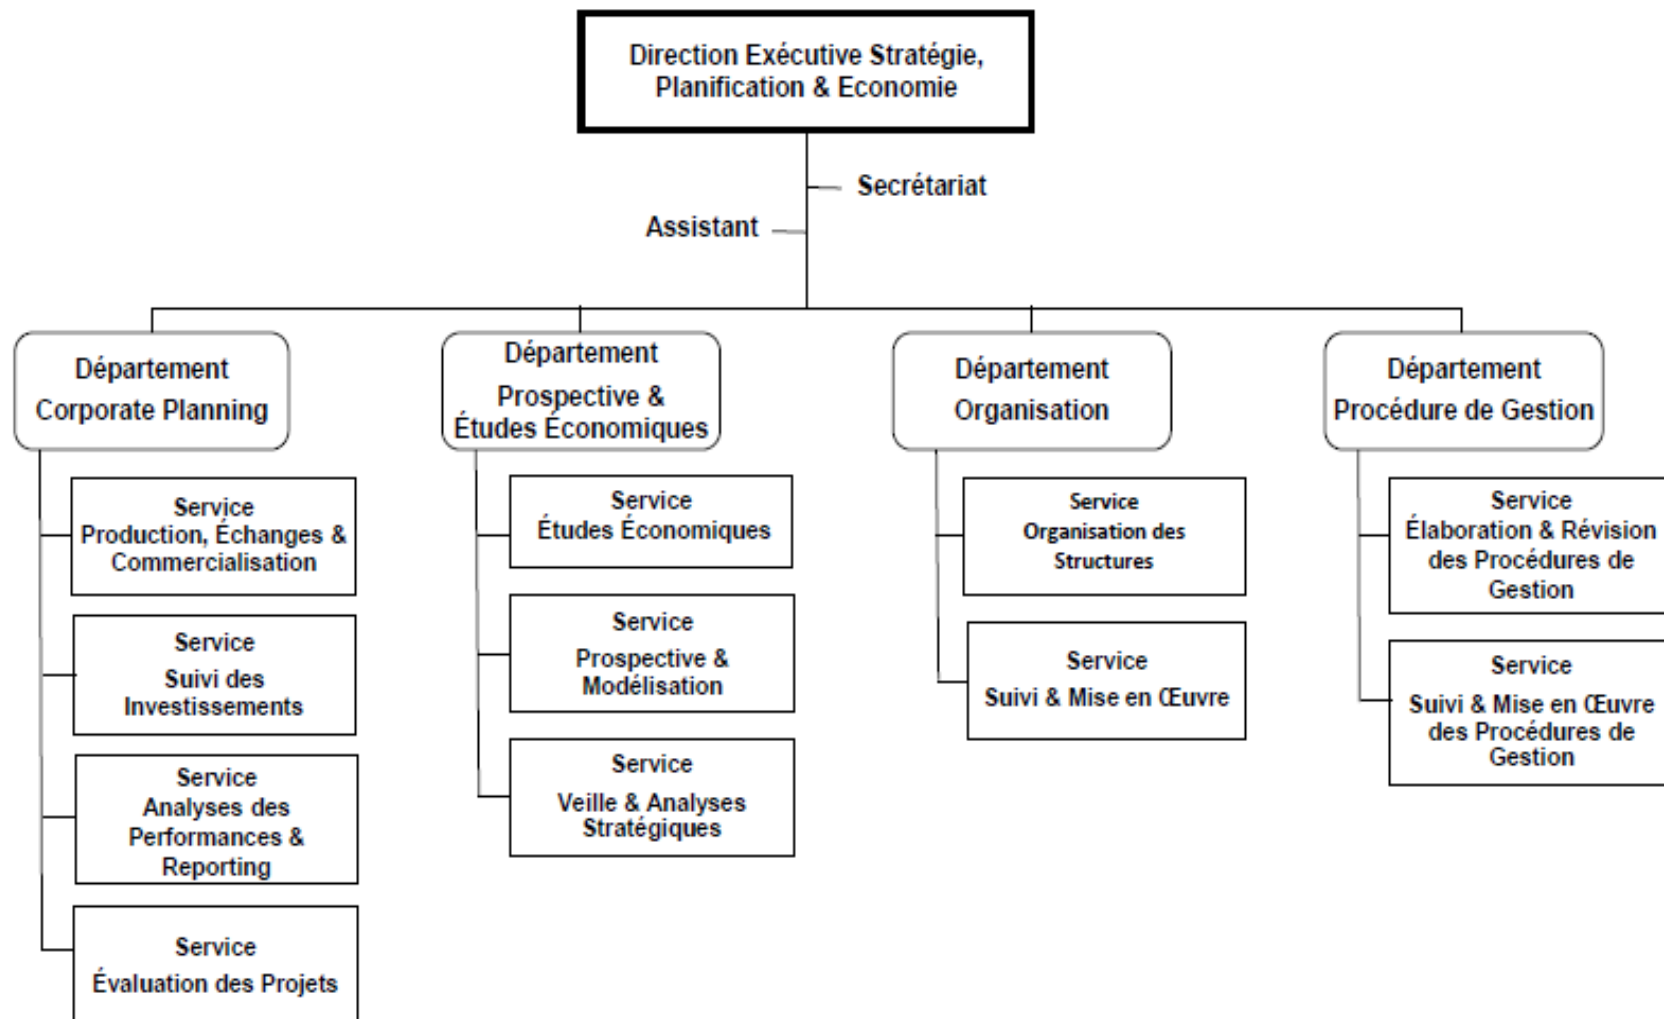 Direction Exécutive Stratégie,
Planification & Economie
Secrétariat
Assistant
Département
Corporate Planning
Service
Production, Échanges &
Commercialisation
Service
Suivi des
Investissements
Service
Analyses des
Performances &
Reporting
Service
Évaluation des Projets
Département
Prospective &
Études Économiques
Service
Études Économiques
Service
Prospective &
Modélisation
Service
Veille & Analyses
Stratégiques
Département
Organisation
Service
Organisation des
Structures
Service
Suivi & Mise en Œuvre
Département
Procédure de Gestion
Service
Élaboration & Révision
des Procédures de
Gestion
Service
Suivi & Mise en Œuvre
des Procédures de
Gestion